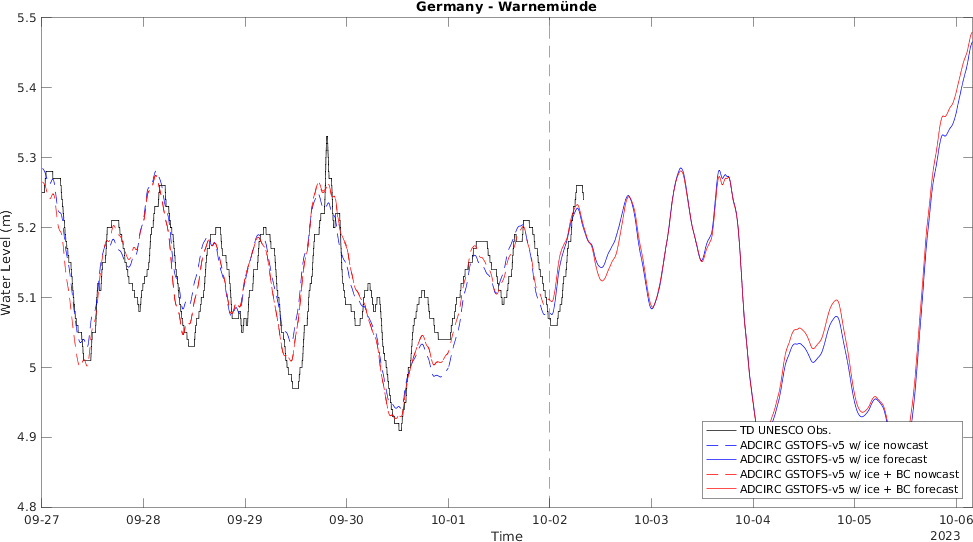 Germany - Warnemünde
5.5
5.4
5.3
5.2
5.1
5
4.9
4.8
Water Level (m)
TD UNESCO Obs.
ADCIRC GSTOFS-v5 w/ ice nowcast
ADCIRC GSTOFS-v5 w/ ice forecast
ADCIRC GSTOFS-v5 w/ ice + BC nowcast
ADCIRC GSTOFS-v5 w/ ice + BC forecast
09-27 09-28 09-29 09-30 10-01 10-02 10-03 10-04 10-05 10-06
Time
2023